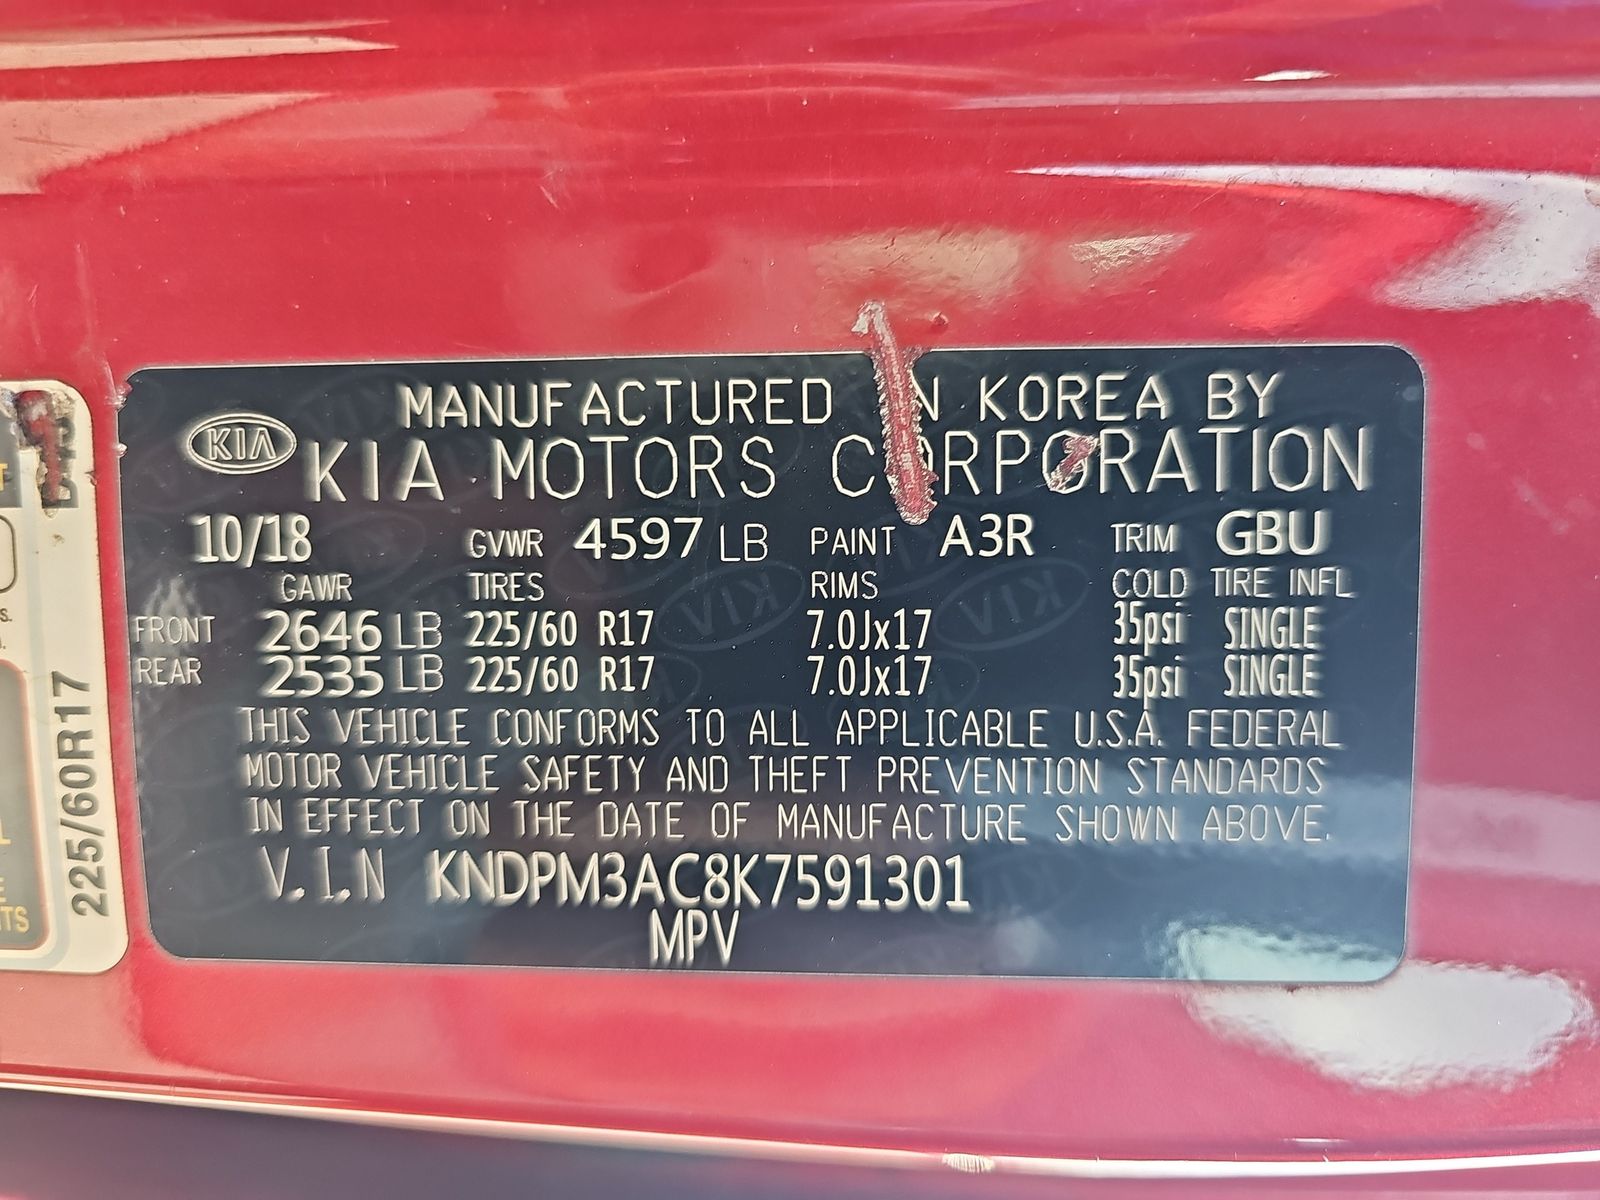 MANUFACTURED IN KOREA BY
KIA
KIA MOTORS CORPORATION
10/18 GVWR 4597 LB PAINT A3R TRIM GBU
GAWR TIRES RIMS COLD TIRE INFL
FRONT 2646 LB 225/60 R17 7.0Jx17 35psi SINGLE
REAR 2535 LB 225/60 R17 7.0Jx17 35psi SINGLE
THIS VEHICLE CONFORMS TO ALL APPLICABLE U.S.A. FEDERAL
MOTOR VEHICLE SAFETY AND THEFT PREVENTION STANDARDS
IN EFFECT ON THE DATE OF MANUFACTURE SHOWN ABOVE.
V.I.N KNDPM3AC8K7591301
MPV
225/60R17